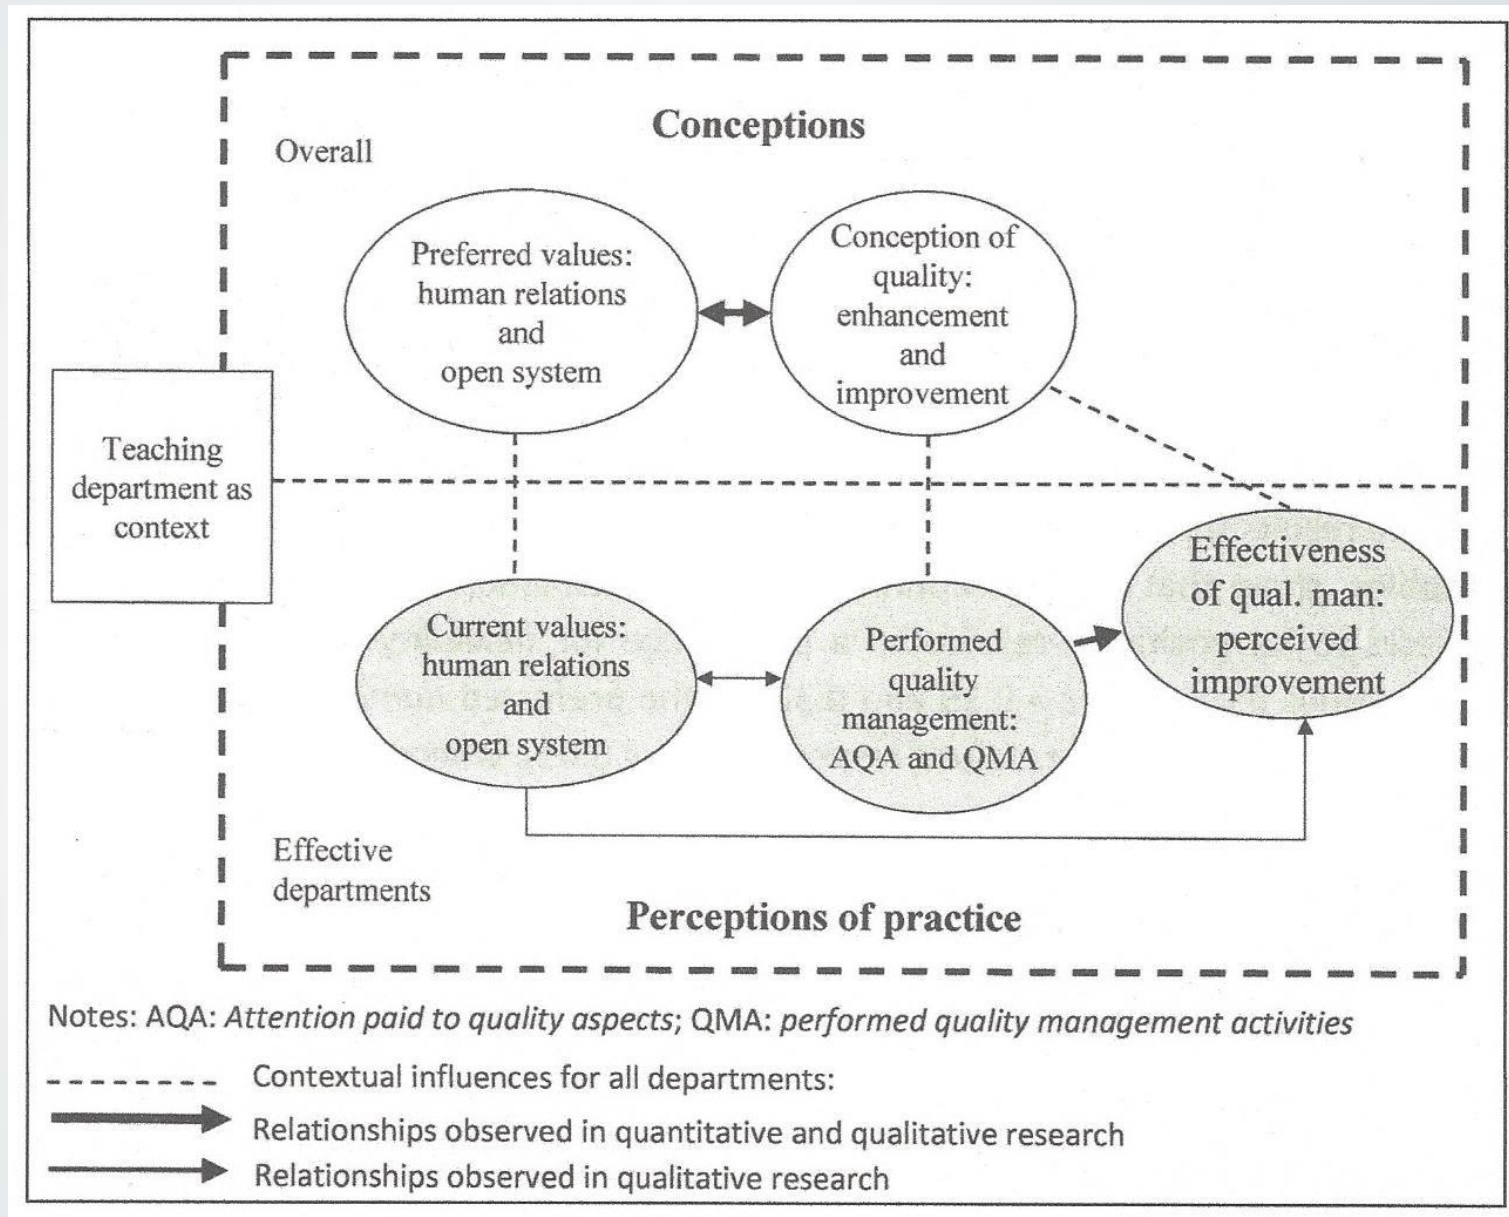 Conceptions
Overall
Preferred values:
human relations
and
open system
Conception of
quality:
enhancement
and
improvement
Teaching
department as
context
Current values:
human relations
and
open system
Performed
quality
management:
AQA and QMA
Effectiveness
of qual. man:
perceived
improvement
Effective
departments
Perceptions of practice
Notes: AQA: Attention paid to quality aspects; QMA: performed quality management activities
Contextual influences for all departments:
Relationships observed in quantitative and qualitative research
Relationships observed in qualitative research